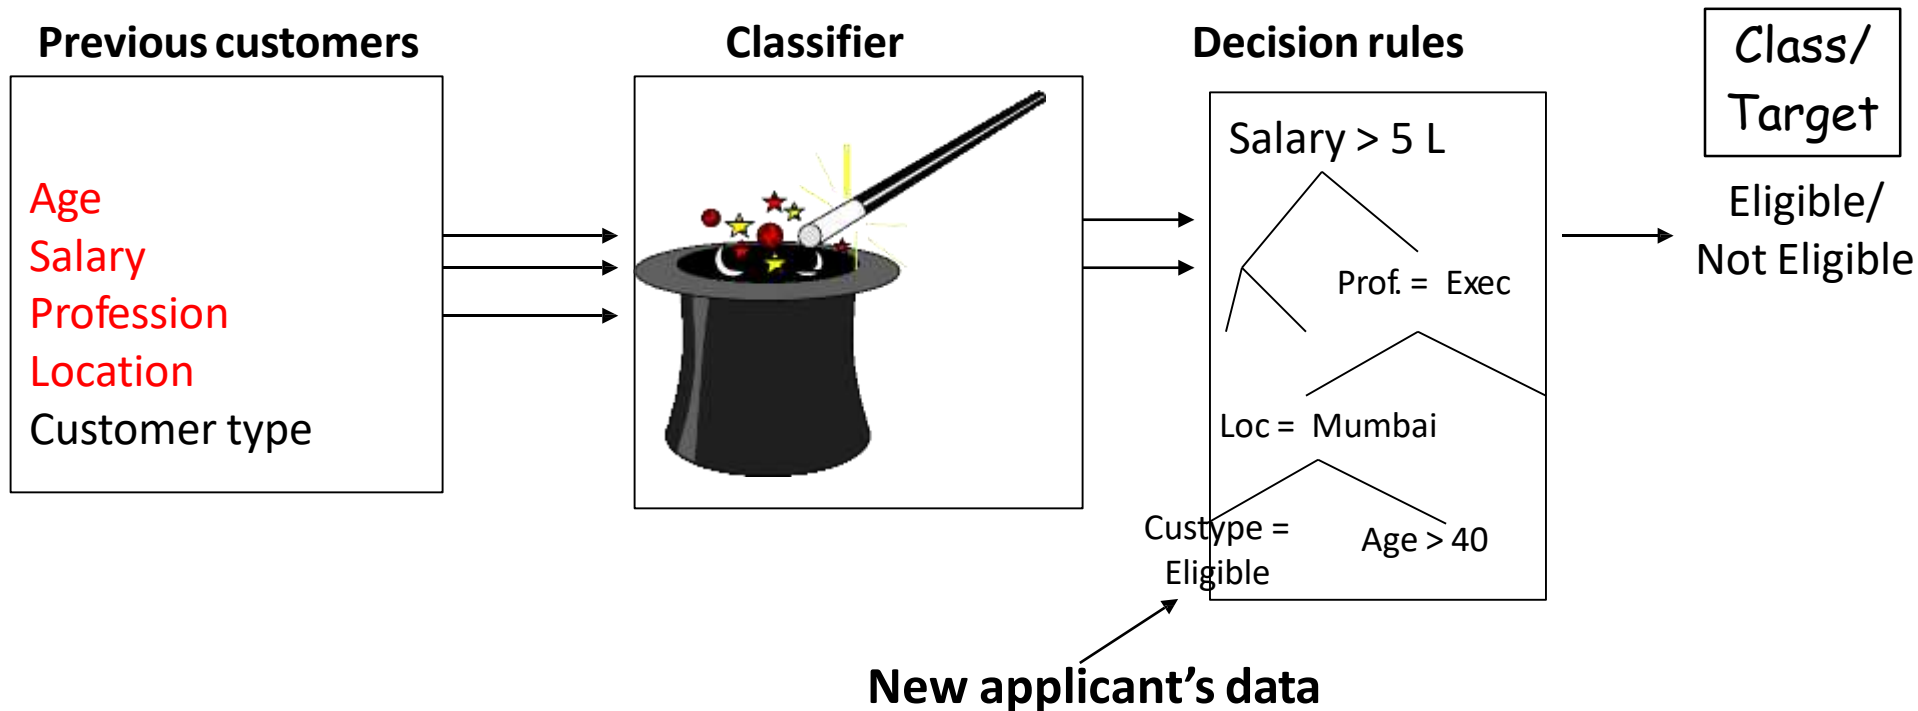 Previous customers
Age
Salary
Profession
Location
Customer type
Classifier
Decision rules
Salary > 5 L
Prof. = Exec
Loc = Mumbai
Custype =
Eligible
Age > 40
New applicant’s data
Class/
Target
Eligible/
Not Eligible